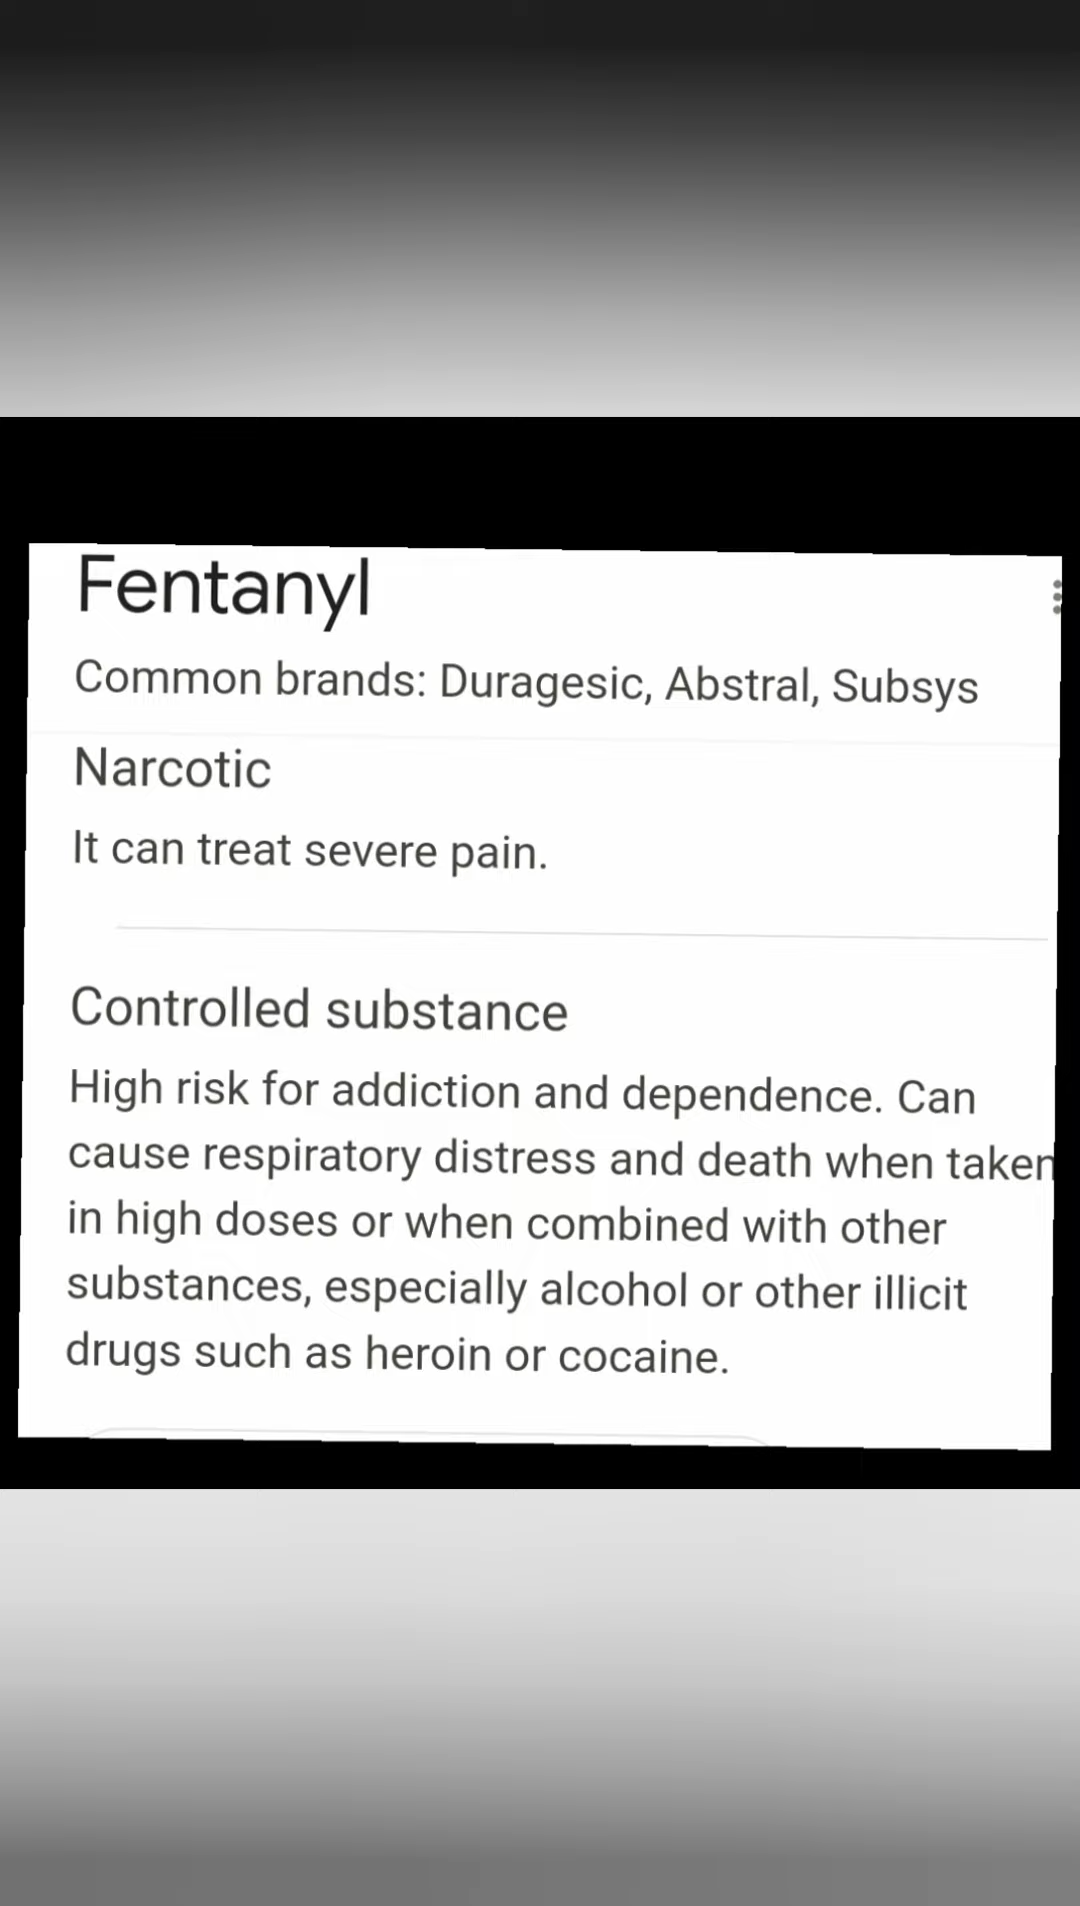 Fentanyl
Common brands: Duragesic, Abstral, Subsys
Narcotic
It can treat severe pain.
Controlled substance
High risk for addiction and dependence. Can
cause respiratory distress and death when taken
in high doses or when combined with other
substances, especially alcohol or other illicit
drugs such as heroin or cocaine.